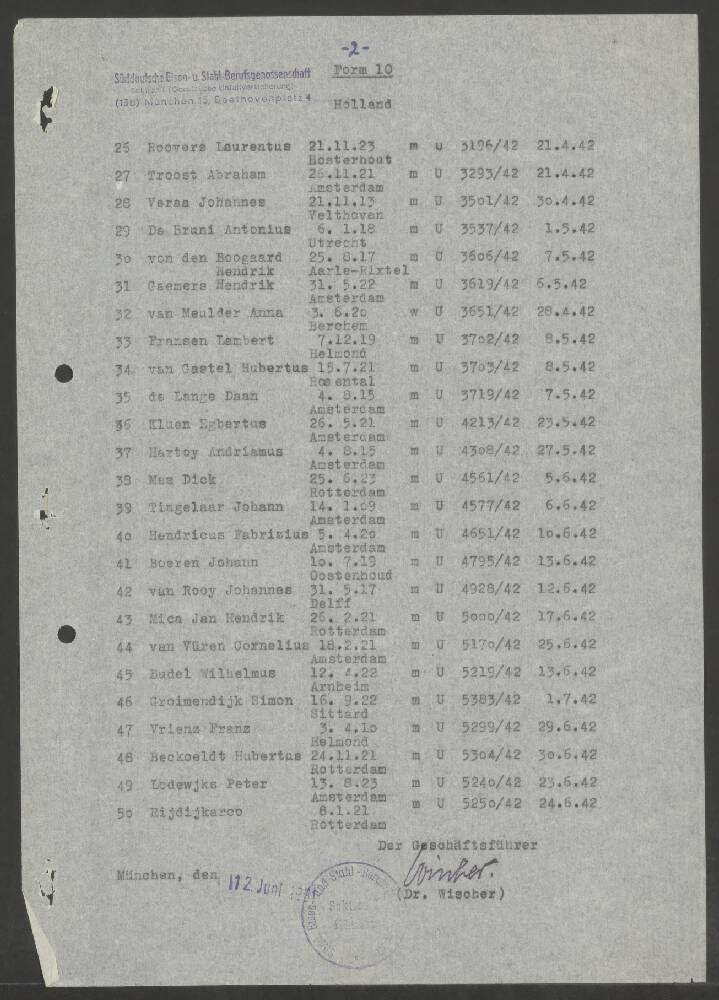 -2-
Süddeutsche Eisen- u. Stahl-Berufsgenossenschaft
Form 10
(13b) München 15, Beethovenplatz 4
Holland
26 Roovers Laurentus 21.11.23 m U 3196/42 21.4.42
Hosterhout
27 Troost Abraham 26.11.21 m U 3293/42 21.4.42
Amsterdam
28 Veras Johannes 21.11.13 m U 3501/42 30.4.42
Velthoven
29 De Bruni Antonius 6. 1.18 m U 3537/42 1.5.42
Utrecht
30 von den Boogaard 25. 8.17 m U 3606/42 7.5.42
Hendrik Aarle-Rixtel
31 Gaemers Hendrik 31. 5.22 m U 3619/42 6.5.42
Amsterdam
32 van Meulder Anna 3. 6.20 w U 3651/42 28.4.42
Berchem
33 Fransen Lambert 7.12.19 m U 3702/42 8.5.42
Helmond
34 van Gastel Hubertus 15.7.21 m U 3703/42 8.5.42
Rosental
35 de Lange Daan 4. 8.15 m U 3719/42 7.5.42
Amsterdam
36 Kluen Egbertus 26. 5.21 m U 4213/42 23.5.42
Amsterdam
37 Hartoy Andriamus 4. 8.15 m U 4308/42 27.5.42
Amsterdam
38 Mes Dick 25. 6.23 m U 4561/42 5.6.42
Rotterdam
39 Tingelaar Johann 14. 1.09 m U 4577/42 6.6.42
Amsterdam
40 Hendricus Fabrisius 5. 4.20 m U 4651/42 10.6.42
Amsterdam
41 Boeren Johann 10. 7.19 m U 4795/42 13.6.42
Oostenhoud
42 van Rooy Johannes 31. 5.17 m U 4928/42 12.6.42
Delff
43 Mica Jan Hendrik 26. 2.21 m U 5000/42 17.6.42
Rotterdam
44 van Vüren Cornelius 18.2.21 m U 5170/42 25.6.42
Amsterdam
45 Budel Wilhelmus 12. .22 m U 5219/42 13.6.42
Arnheim
46 Groimendijk Simon 16. 9.22 m U 5383/42 1.7.42
Sittard
47 Vriens Franz 3. 4.10 m U 5299/42 29.6.42
Helmond
48 Beckoeldt Hubertus 24.11.21 m U 5304/42 30.6.42
Rotterdam
49 Lodewjks Peter 13. 8.23 m U 5240/42 23.6.42
Amsterdam
50 Rijdijkarco 8.1.21 m U 5250/42 24.6.42
Rotterdam
Der Geschäftsführer
München, den 12. Juni
Wischer.
(Dr. Wischer)